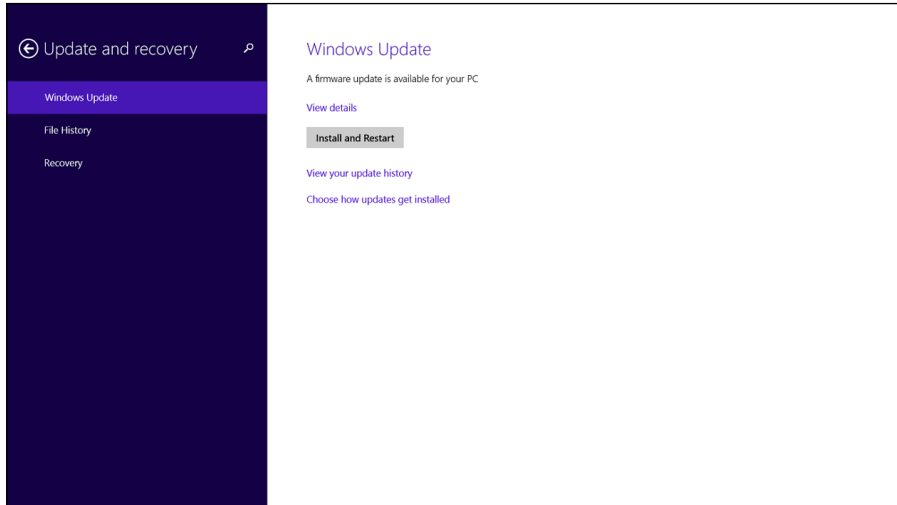 Update and recovery
Windows Update
File History
Recovery
Windows Update
A firmware update is available for your PC
View details
Install and Restart
View your update history
Choose how updates get installed